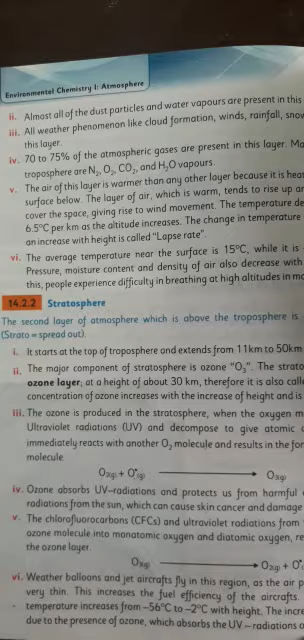 Environmental Chemistry I: Atmosphere
ii. Almost all of the dust particles and water vapours are present in this
iii. All weather phenomenon like cloud formation, winds, rainfall, snow
this layer.
iv. 70 to 75% of the atmospheric gases are present in this layer. Ma
troposphere are N₂, O₂, CO₂, and H₂O vapours.
v. The air of this layer is warmer than any other layer because it is heat
surface below. The layer of air, which is warm, tends to rise up an
cover the space, giving rise to wind movement. The temperature de
6.5°C per km as the altitude increases. The change in temperature
an increase with height is called "Lapse rate".
vi. The average temperature near the surface is 15°C, while it is
Pressure, moisture content and density of air also decrease with
this, people experience difficulty in breathing at high altitudes in mo
14.2.2 Stratosphere
The second layer of atmosphere which is above the troposphere is
(Strato = spread out).
i. It starts at the top of troposphere and extends from 11km to 50km
ii. The major component of stratosphere is ozone "O₃". The strato
ozone layer; at a height of about 30 km, therefore it is also calle
concentration of ozone increases with the increase of height and is
iii. The ozone is produced in the stratosphere, when the oxygen m
Ultraviolet radiations (UV) and decompose to give atomic
immediately reacts with another O₂ molecule and results in the for
molecule.
O₂(g) + O*(g) ⟶ O₃(g)
iv. Ozone absorbs UV–radiations and protects us from harmful
radiations from the sun, which can cause skin cancer and damage
v. The chlorofluorocarbons (CFCs) and ultraviolet radiations from
ozone molecule into monatomic oxygen and diatomic oxygen, re
the ozone layer.
O₃(g) ⟶ O₂(g) + O*
vi. Weather balloons and jet aircrafts fly in this region, as the air p
very thin. This increases the fuel efficiency of the aircrafts.
temperature increases from –56°C to –2°C with height. The incre
due to the presence of ozone, which absorbs the UV – radiations